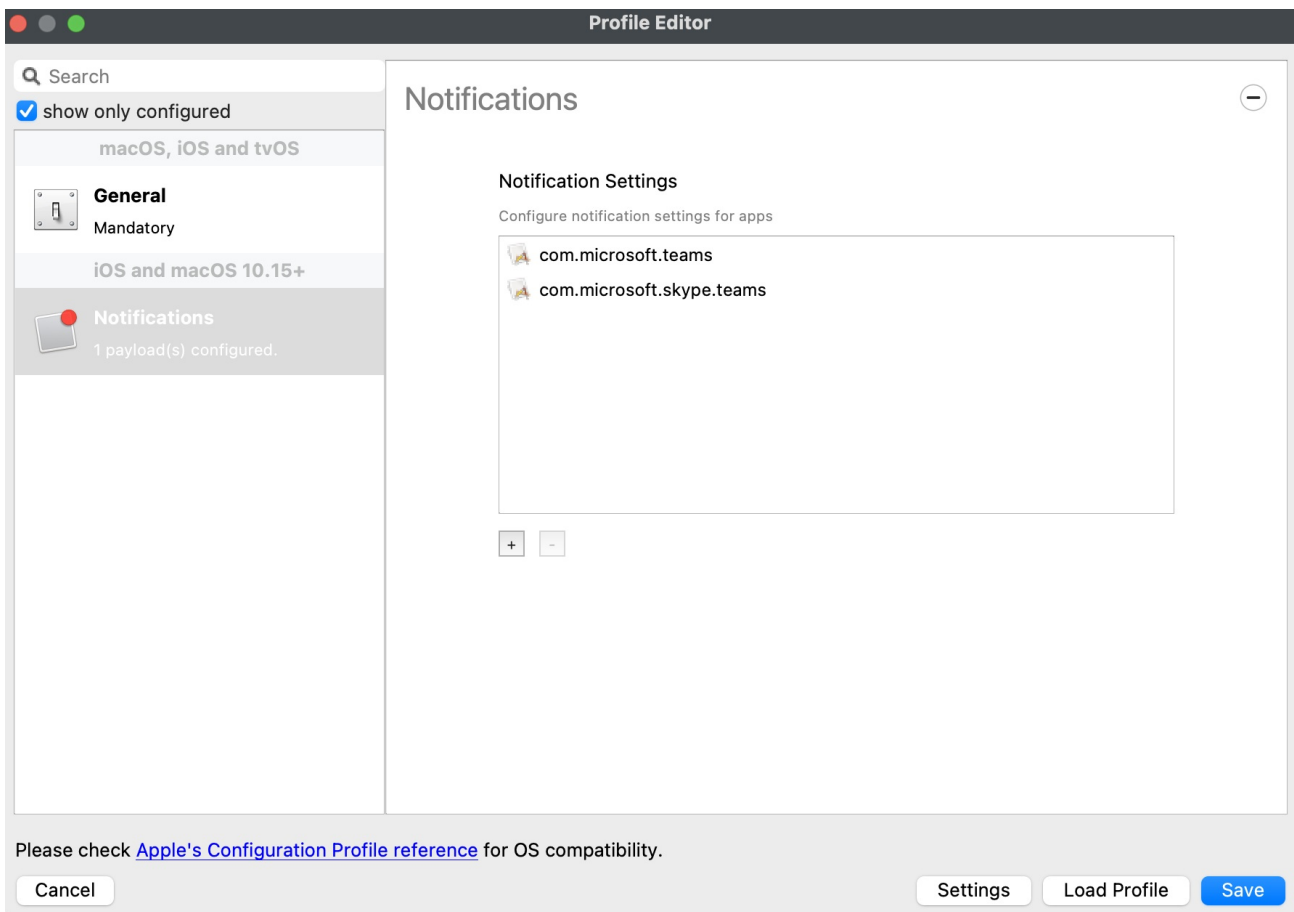 Profile Editor
Search
show only configured
macOS, iOS and tvOS
General
Mandatory
iOS and macOS 10.15+
Notifications
1 payload(s) configured.
Notifications
Notification Settings
Configure notification settings for apps
com.microsoft.teams
com.microsoft.skype.teams
+ -
Please check Apple's Configuration Profile reference for OS compatibility.
Cancel Settings Load Profile Save